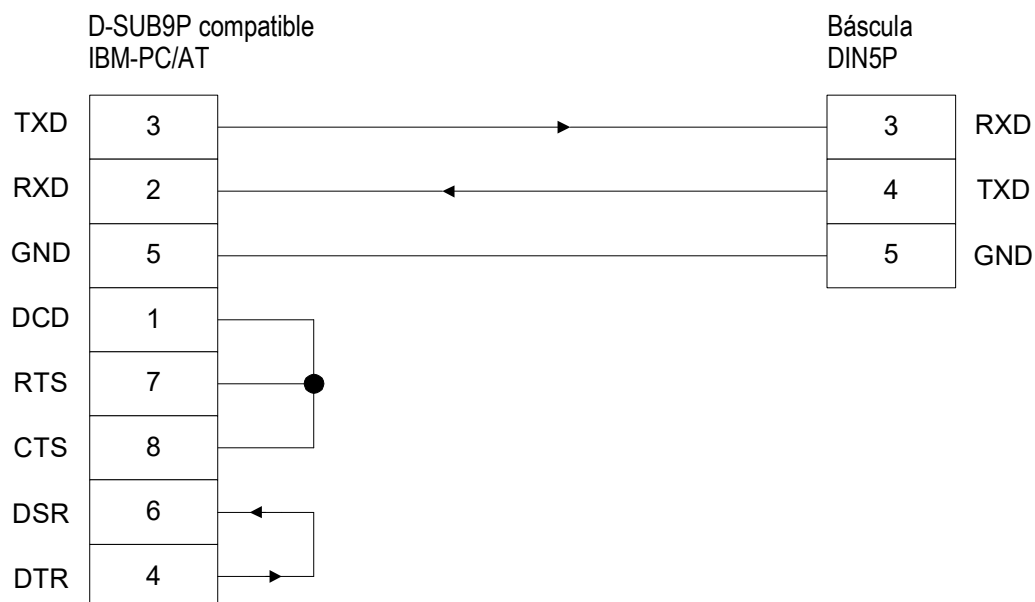 D-SUB9P compatible
IBM-PC/AT
Báscula
DIN5P
TXD 3 3 RXD
RXD 2 4 TXD
GND 5 5 GND
DCD 1
RTS 7
CTS 8
DSR 6
DTR 4